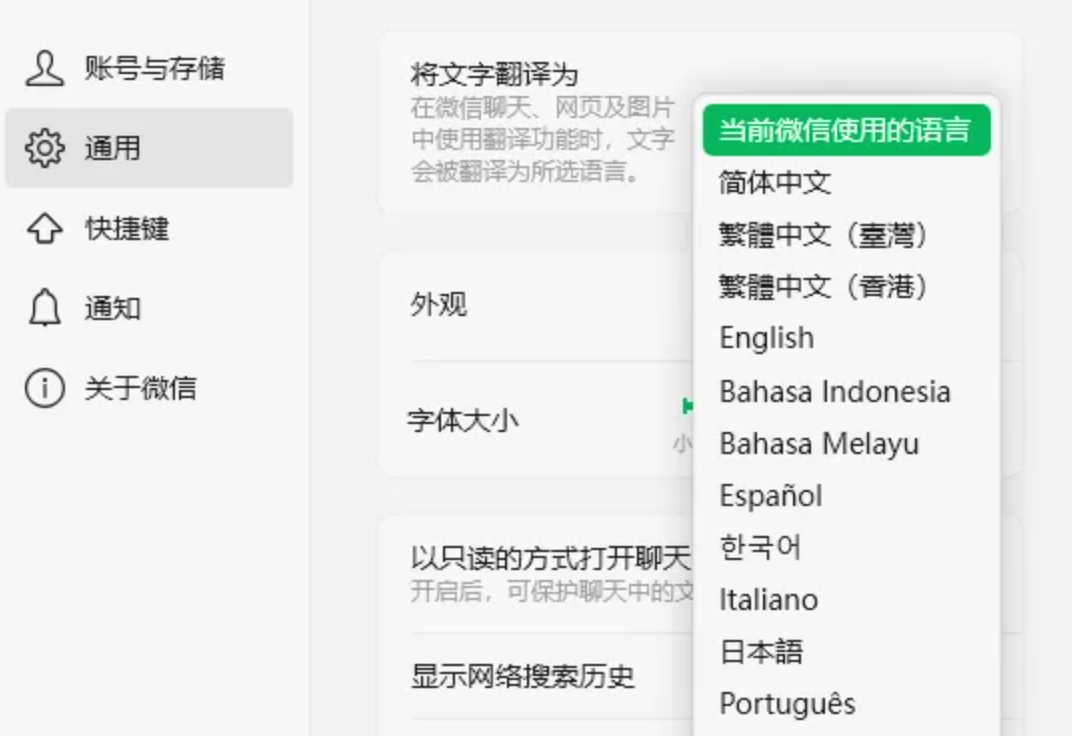 账号与存储
通用
快捷键
通知
关于微信
将文字翻译为
在微信聊天、网页及图片
中使用翻译功能时，文字
会被翻译为所选语言。
外观
字体大小
小
以只读的方式打开聊天
开启后，可保护聊天中的文
显示网络搜索历史
当前微信使用的语言
简体中文
繁體中文（臺灣）
繁體中文（香港）
English
Bahasa Indonesia
Bahasa Melayu
Español
한국어
Italiano
日本語
Português